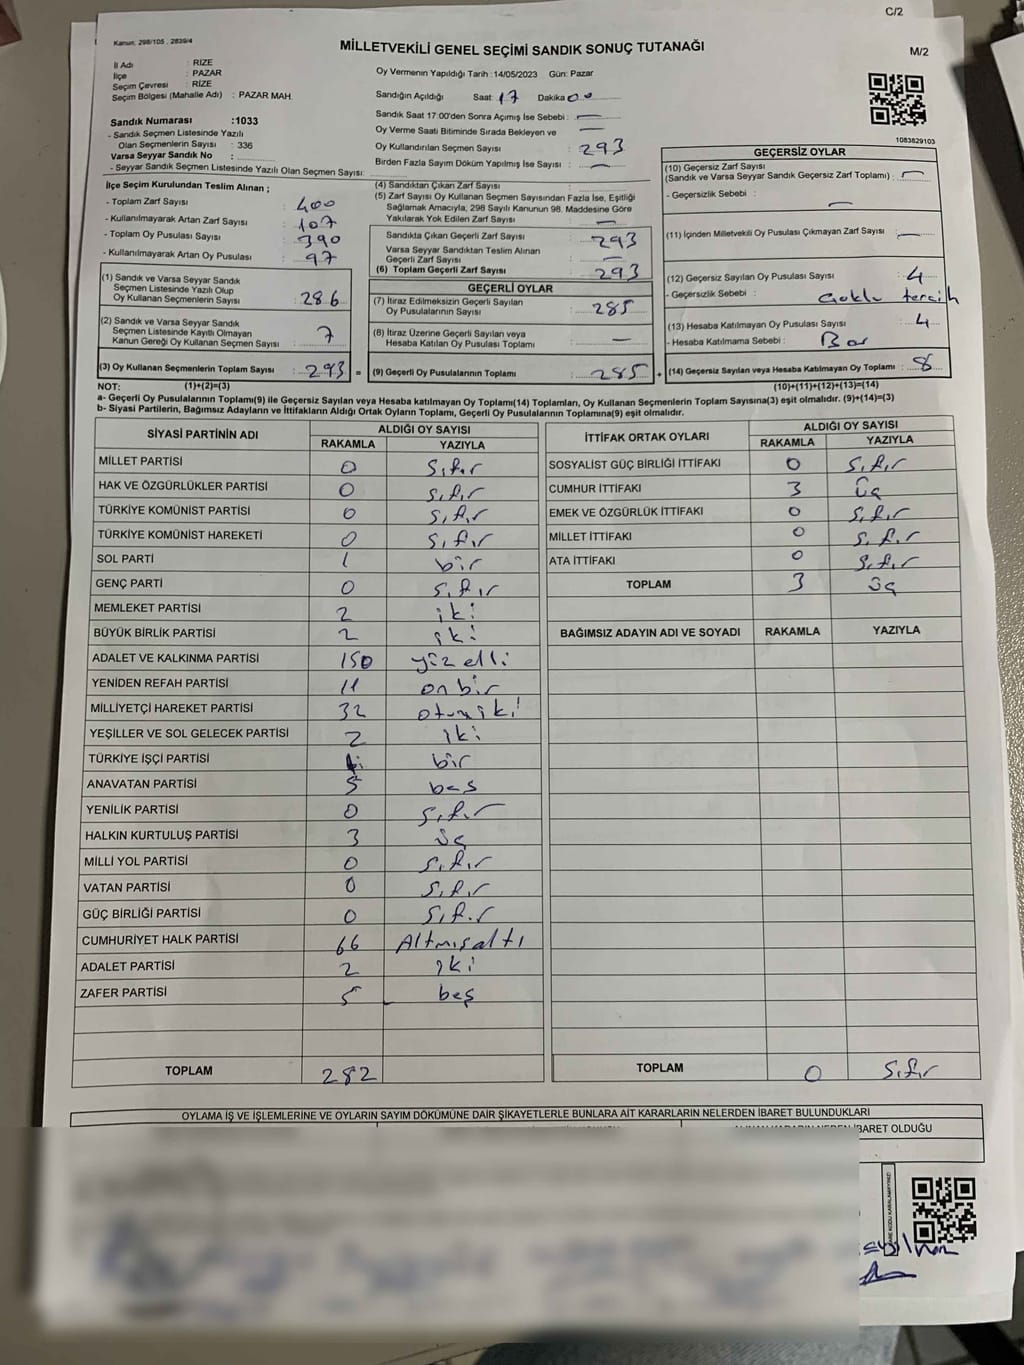 C/2
Kanun: 298/105 , 2839/4
MİLLETVEKİLİ GENEL SEÇİMİ SANDIK SONUÇ TUTANAĞI
M/2
İl Adı : RİZE
İlçe : PAZAR
Seçim Çevresi : RİZE
Seçim Bölgesi (Mahalle Adı) : PAZAR MAH.
Oy Vermenin Yapıldığı Tarih : 14/05/2023 Gün: Pazar
Sandığın Açıldığı Saat: 17 Dakika 00
Sandık Saat 17:00'den Sonra Açımış İse Sebebi : —
Oy Verme Saati Bitiminde Sırada Bekleyen ve —
Oy Kullandırılan Seçmen Sayısı : 293
Birden Fazla Sayım Döküm Yapılmış İse Sayısı : —
Sandık Numarası :1033
- Sandık Seçmen Listesinde Yazılı
Olan Seçmenlerin Sayısı : 336
Varsa Seyyar Sandık No :
- Seyyar Sandık Seçmen Listesinde Yazılı Olan Seçmen Sayısı:
1083829103
İlçe Seçim Kurulundan Teslim Alınan ;
- Toplam Zarf Sayısı : 400
- Kullanılmayarak Artan Zarf Sayısı : 107
- Toplam Oy Pusulası Sayısı : 390
- Kullanılmayarak Artan Oy Pusulası : 97
(4) Sandıktan Çıkan Zarf Sayısı :
(5) Zarf Sayısı Oy Kullanan Seçmen Sayısından Fazla İse, Eşitliği
Sağlamak Amacıyla; 298 Sayılı Kanunun 98. Maddesine Göre
Yakılarak Yok Edilen Zarf Sayısı : —
Sandıkta Çıkan Geçerli Zarf Sayısı : 293
Varsa Seyyar Sandıktan Teslim Alınan
Geçerli Zarf Sayısı : —
(6) Toplam Geçerli Zarf Sayısı : 293
GEÇERSİZ OYLAR
(10) Geçersiz Zarf Sayısı
(Sandık ve Varsa Seyyar Sandık Geçersiz Zarf Toplamı) : —
- Geçersizlik Sebebi : —
(11) İçinden Milletvekili Oy Pusulası Çıkmayan Zarf Sayısı : —
(12) Geçersiz Sayılan Oy Pusulası Sayısı : 4
- Geçersizlik Sebebi : Çoklu tercih
(13) Hesaba Katılmayan Oy Pusulası Sayısı : 4
- Hesaba Katılmama Sebebi : Boş
(14) Geçersiz Sayılan veya Hesaba Katılmayan Oy Toplamı : 8
(10)+(11)+(12)+(13)=(14)
(1) Sandık ve Varsa Seyyar Sandık
Seçmen Listesinde Yazılı Olup
Oy Kullanan Seçmenlerin Sayısı : 286
(2) Sandık ve Varsa Seyyar Sandık
Seçmen Listesinde Kayıtlı Olmayan
Kanun Gereği Oy Kullanan Seçmen Sayısı : 7
(3) Oy Kullanan Seçmenlerin Toplam Sayısı : 293 =
GEÇERLİ OYLAR
(7) İtiraz Edilmeksizin Geçerli Sayılan
Oy Pusulalarının Sayısı : 285
(8) İtiraz Üzerine Geçerli Sayılan veya
Hesaba Katılan Oy Pusulası Toplamı : —
(9) Geçerli Oy Pusulalarının Toplamı : 285 +
NOT: (1)+(2)=(3)
a- Geçerli Oy Pusulalarının Toplamı(9) ile Geçersiz Sayılan veya Hesaba katılmayan Oy Toplamı(14) Toplamları, Oy Kullanan Seçmenlerin Toplam Sayısına(3) eşit olmalıdır. (9)+(14)=(3)
b- Siyasi Partilerin, Bağımsız Adayların ve İttifakların Aldığı Ortak Oyların Toplamı, Geçerli Oy Pusulalarının Toplamına(9) eşit olmalıdır.
SİYASİ PARTİNİN ADI ALDIĞI OY SAYISI
RAKAMLA YAZIYLA
MİLLET PARTİSİ 0 Sıfır
HAK VE ÖZGÜRLÜKLER PARTİSİ 0 Sıfır
TÜRKİYE KOMÜNİST PARTİSİ 0 Sıfır
TÜRKİYE KOMÜNİST HAREKETİ 0 Sıfır
SOL PARTİ 1 bir
GENÇ PARTİ 0 Sıfır
MEMLEKET PARTİSİ 2 iki
BÜYÜK BİRLİK PARTİSİ 2 iki
ADALET VE KALKINMA PARTİSİ 150 yüz elli
YENİDEN REFAH PARTİSİ 11 on bir
MİLLİYETÇİ HAREKET PARTİSİ 32 otuz iki
YEŞİLLER VE SOL GELECEK PARTİSİ 2 iki
TÜRKİYE İŞÇİ PARTİSİ bir
ANAVATAN PARTİSİ 5 beş
YENİLİK PARTİSİ 0 Sıfır
HALKIN KURTULUŞ PARTİSİ 3 üç
MİLLİ YOL PARTİSİ 0 Sıfır
VATAN PARTİSİ 0 Sıfır
GÜÇ BİRLİĞİ PARTİSİ 0 Sıfır
CUMHURİYET HALK PARTİSİ 66 Altmışaltı
ADALET PARTİSİ 2 iki
ZAFER PARTİSİ 5 beş
TOPLAM 282
İTTİFAK ORTAK OYLARI ALDIĞI OY SAYISI
RAKAMLA YAZIYLA
SOSYALİST GÜÇ BİRLİĞİ İTTİFAKI 0 Sıfır
CUMHUR İTTİFAKI 3 üç
EMEK VE ÖZGÜRLÜK İTTİFAKI 0 Sıfır
MİLLET İTTİFAKI 0 Sıfır
ATA İTTİFAKI 0 Sıfır
TOPLAM 3 üç
BAĞIMSIZ ADAYIN ADI VE SOYADI RAKAMLA YAZIYLA
TOPLAM 0 Sıfır
OYLAMA İŞ VE İŞLEMLERİNE VE OYLARIN SAYIM DÖKÜMÜNE DAİR ŞİKAYETLERLE BUNLARA AİT KARARLARIN NELERDEN İBARET BULUNDUKLARI
İBARET OLDUĞU